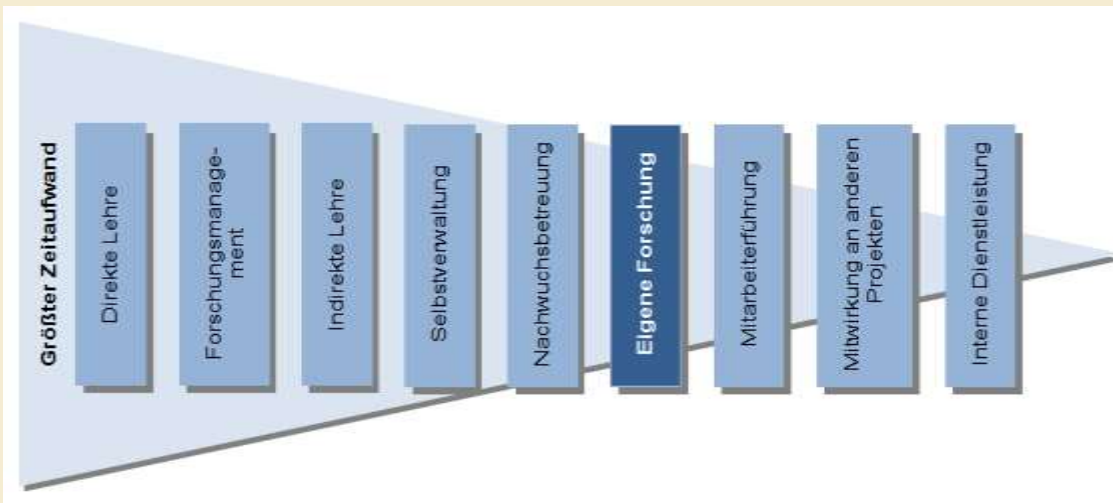 Größter Zeitaufwand
Direkte Lehre
Forschungsmanage-
ment
Indirekte Lehre
Selbstverwaltung
Nachwuchsbetreuung
Eigene Forschung
Mitarbeiterführung
Mitwirkung an anderen
Projekten
Interne Dienstleistung